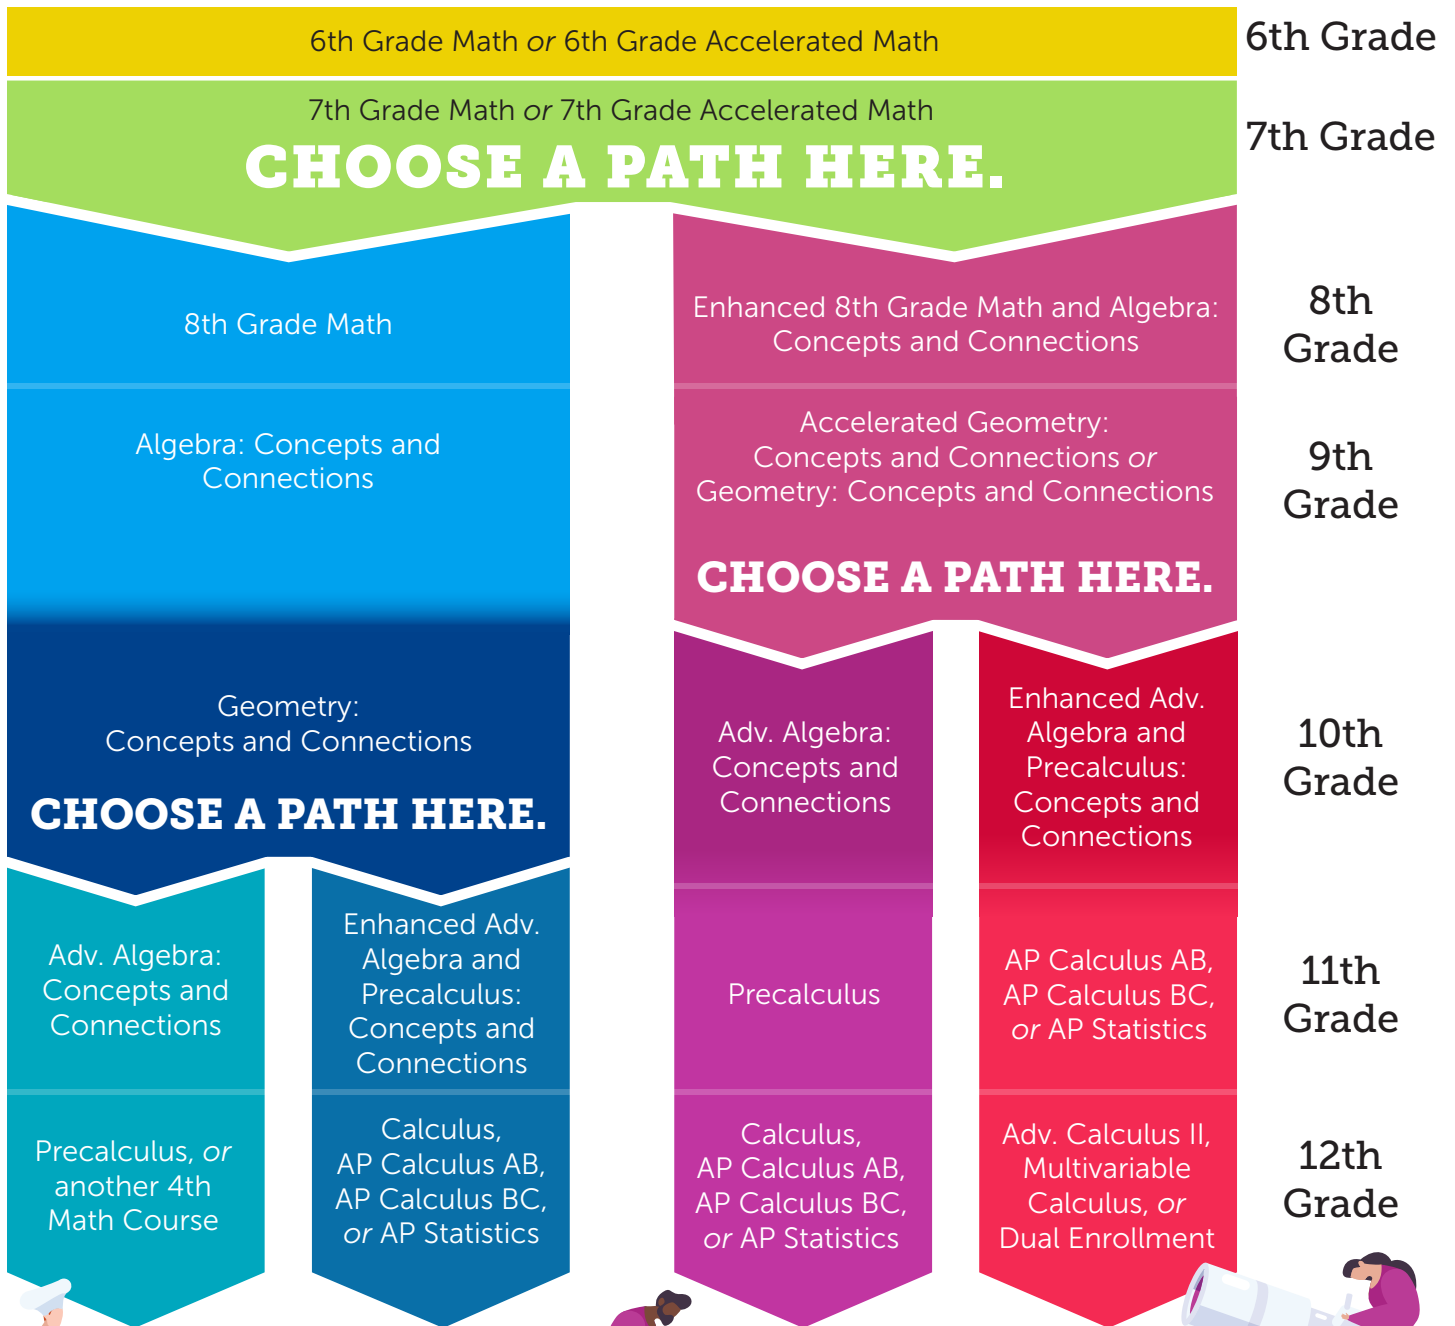 6th Grade Math or 6th Grade Accelerated Math
6th Grade
7th Grade Math or 7th Grade Accelerated Math
CHOOSE A PATH HERE.
7th Grade
8th Grade Math
Enhanced 8th Grade Math and Algebra:
Concepts and Connections
8th
Grade
Algebra: Concepts and
Connections
Accelerated Geometry:
Concepts and Connections or
Geometry: Concepts and Connections
CHOOSE A PATH HERE.
9th
Grade
Geometry:
Concepts and Connections
CHOOSE A PATH HERE.
Adv. Algebra:
Concepts and
Connections
Enhanced Adv.
Algebra and
Precalculus:
Concepts and
Connections
10th
Grade
Adv. Algebra:
Concepts and
Connections
Enhanced Adv.
Algebra and
Precalculus:
Concepts and
Connections
Precalculus
AP Calculus AB,
AP Calculus BC,
or AP Statistics
11th
Grade
Precalculus, or
another 4th
Math Course
Calculus,
AP Calculus AB,
AP Calculus BC,
or AP Statistics
Calculus,
AP Calculus AB,
AP Calculus BC,
or AP Statistics
Adv. Calculus II,
Multivariable
Calculus, or
Dual Enrollment
12th
Grade